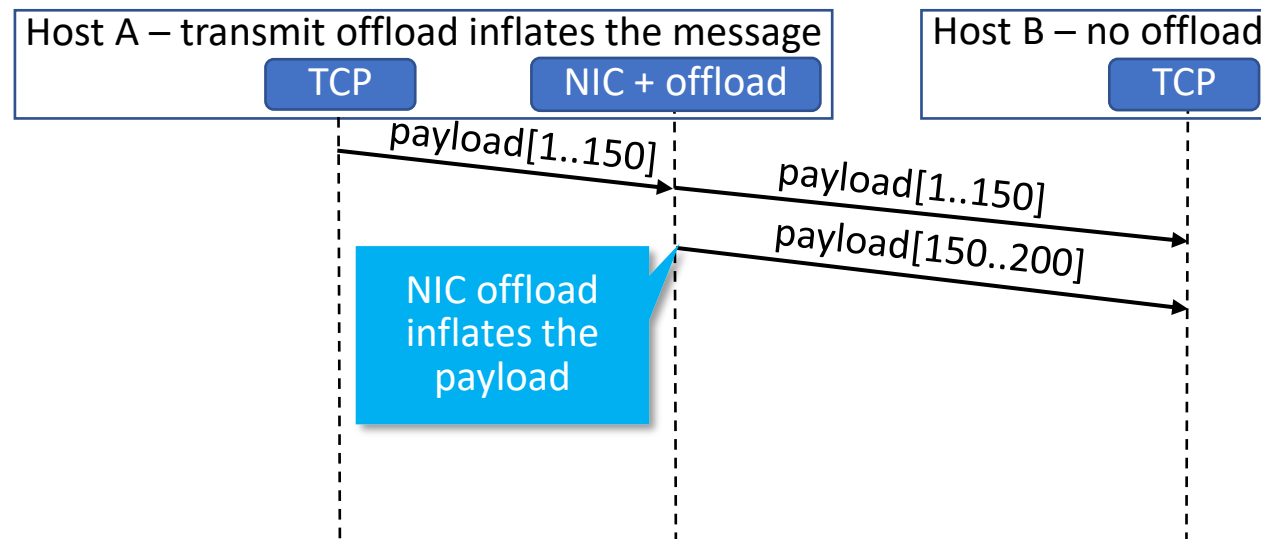 Host A – transmit offload inflates the message
Host B – no offload
TCP
NIC + offload
TCP
payload[1..150]
payload[1..150]
payload[150..200]
NIC offload
inflates the
payload